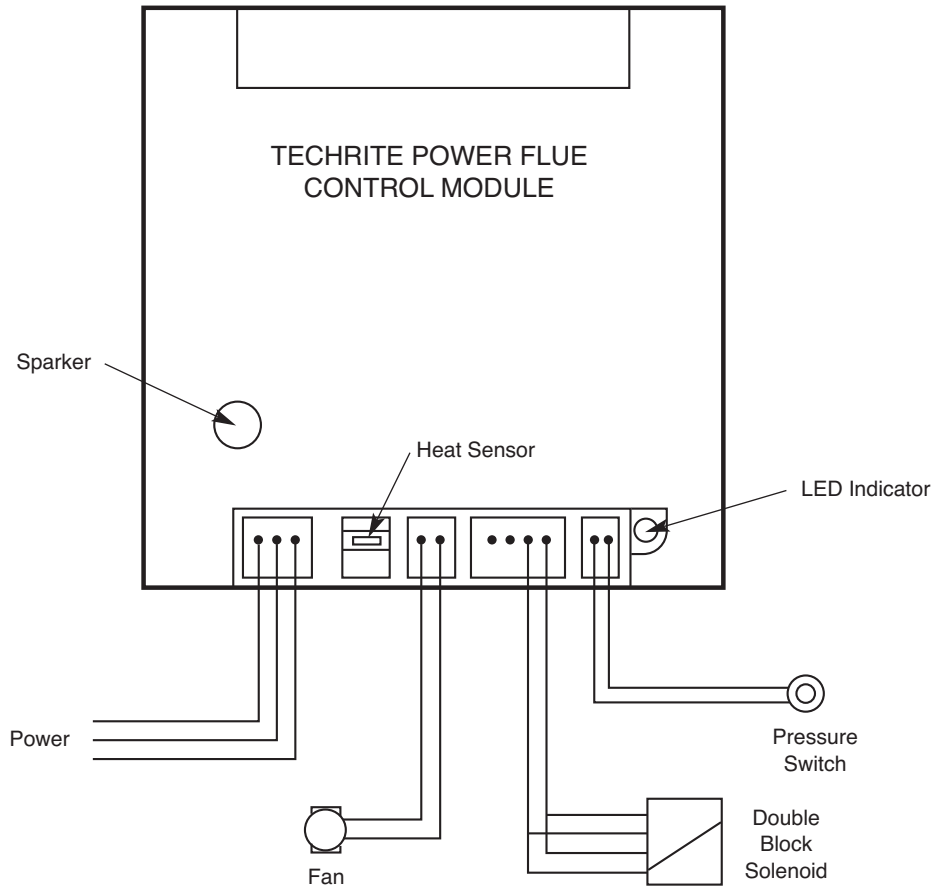 TECHRITE POWER FLUE
CONTROL MODULE
Sparker
Heat Sensor
LED Indicator
Power
Pressure
Switch
Fan
Double
Block
Solenoid